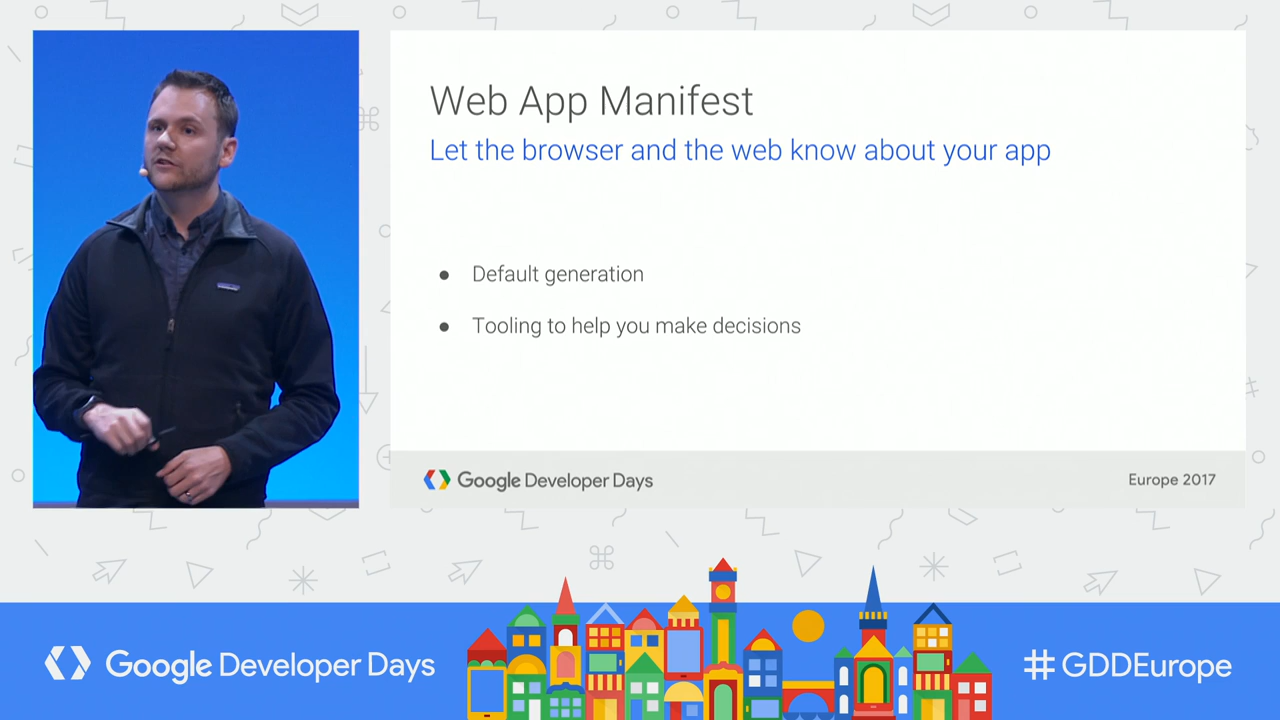 Web App Manifest
Let the browser and the web know about your app
● Default generation
● Tooling to help you make decisions
Google Developer Days
Europe 2017
Google Developer Days
#GDDEurope